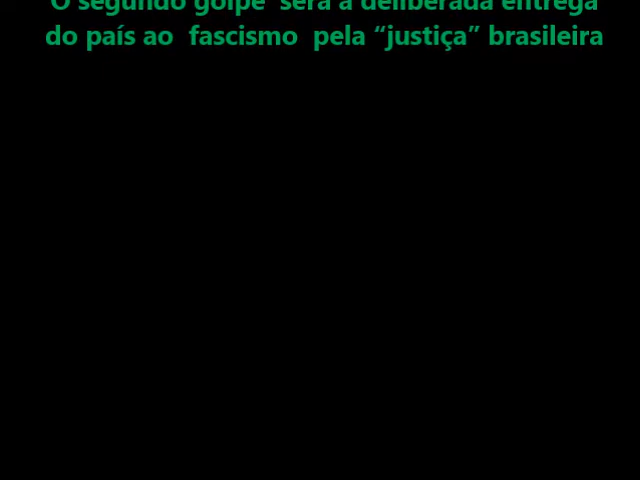 O segundo golpe será a deliberada entrega
do país ao fascismo pela “justiça” brasileira